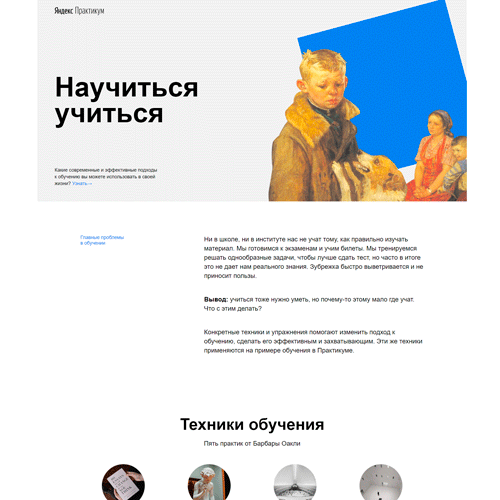 Яндекс Практикум
Научиться
учиться
Какие современные и эффективные подходы
к обучению вы можете использовать в своей
жизни? Узнать→
Главные проблемы
в обучении
Ни в школе, ни в институте нас не учат тому, как правильно изучать
материал. Мы готовимся к экзаменам и учим билеты. Мы тренируемся
решать однообразные задачи, чтобы лучше сдать тест, но часто в итоге
это не дает нам реального знания. Зубрежка быстро выветривается и не
приносит пользы.
Вывод: учиться тоже нужно уметь, но почему-то этому мало где учат.
Что с этим делать?
Конкретные техники и упражнения помогают изменить подход к
обучению, сделать его эффективным и захватывающим. Эти же техники
применяются на примере обучения в Практикуме.
Техники обучения
Пять практик от Барбары Оакли